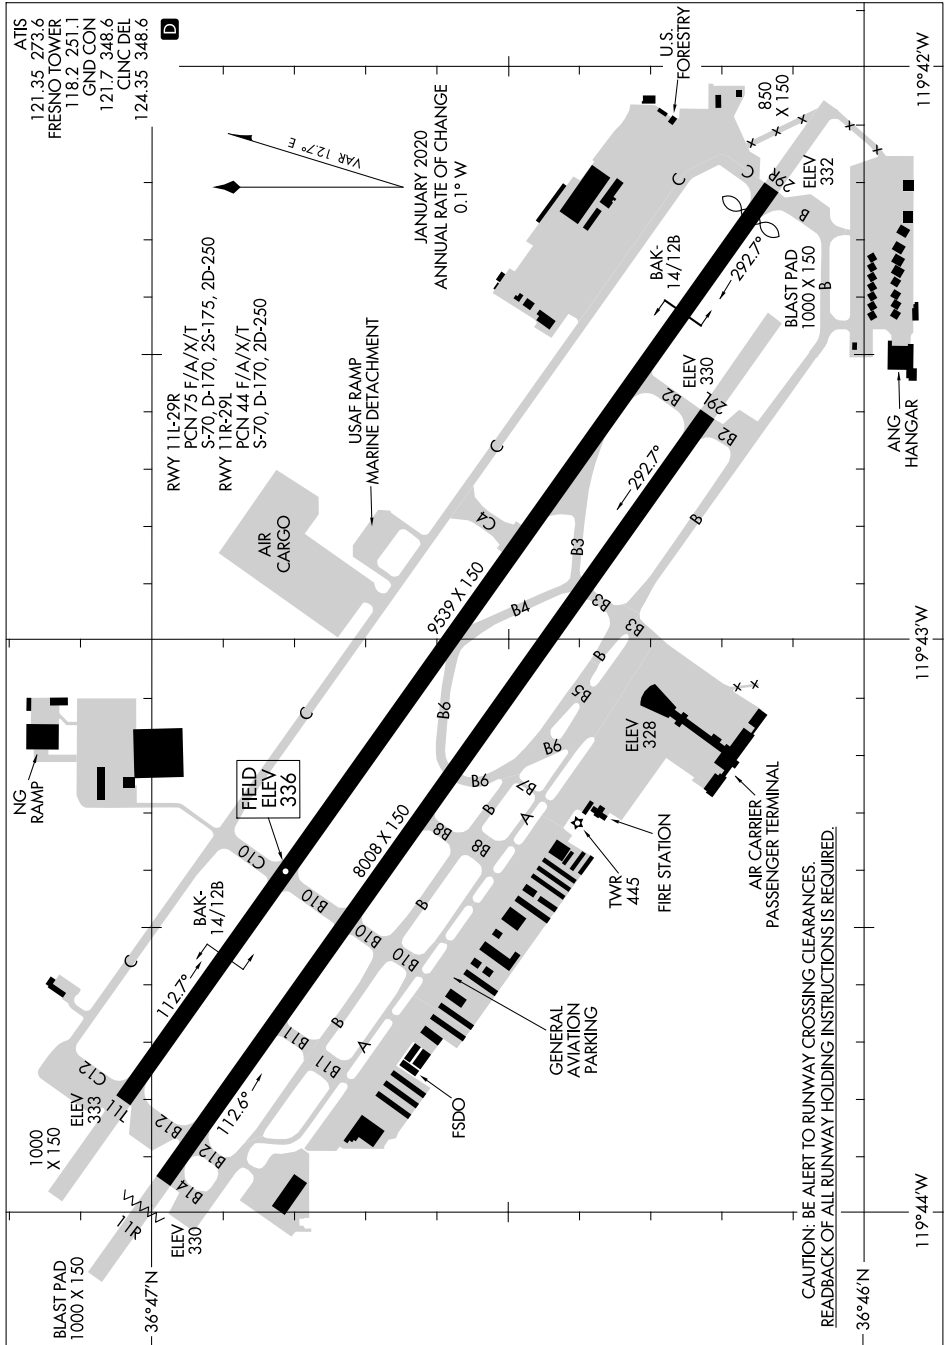 ATIS
121.35 273.6
FRESNO TOWER
118.2 251.1
GND CON
121.7 348.6
CLNC DEL
124.35 348.6
D
VAR 12.7° E
JANUARY 2020
ANNUAL RATE OF CHANGE
0.1° W
RWY 11L-29R
PCN 75 F/A/X/T
S-70, D-170, 2S-175, 2D-250
RWY 11R-29L
PCN 44 F/A/X/T
S-70, D-170, 2D-250
USAF RAMP
MARINE DETACHMENT
AIR
CARGO
U.S.
FORESTRY
850
X 150
ELEV
332
29R
C
C
B
B
BLAST PAD
1000 X 150
BAK-
14/12B
292.7°
ELEV
330
29L
B2
B2
292.7°
ANG
HANGAR
C
C4
B
B3
B3
B3
B4
9539 X 150
B
B5
B6
B6
B6
B7
C
NG
RAMP
FIELD
ELEV
336
ELEV
328
8008 X 150
B8
B8
B
A
TWR
445
FIRE STATION
AIR CARRIER
PASSENGER TERMINAL
C10
B10
B10
B10
B
BAK-
14/12B
112.7°
C
GENERAL
AVIATION
PARKING
B11
B11
B
A
FSDO
C12
11L
ELEV
333
1000
X 150
112.6°
B12
B12
B14
11R
ELEV
330
BLAST PAD
1000 X 150
119°42'W
119°43'W
119°44'W
36°47'N
36°46'N
CAUTION: BE ALERT TO RUNWAY CROSSING CLEARANCES.
READBACK OF ALL RUNWAY HOLDING INSTRUCTIONS IS REQUIRED.